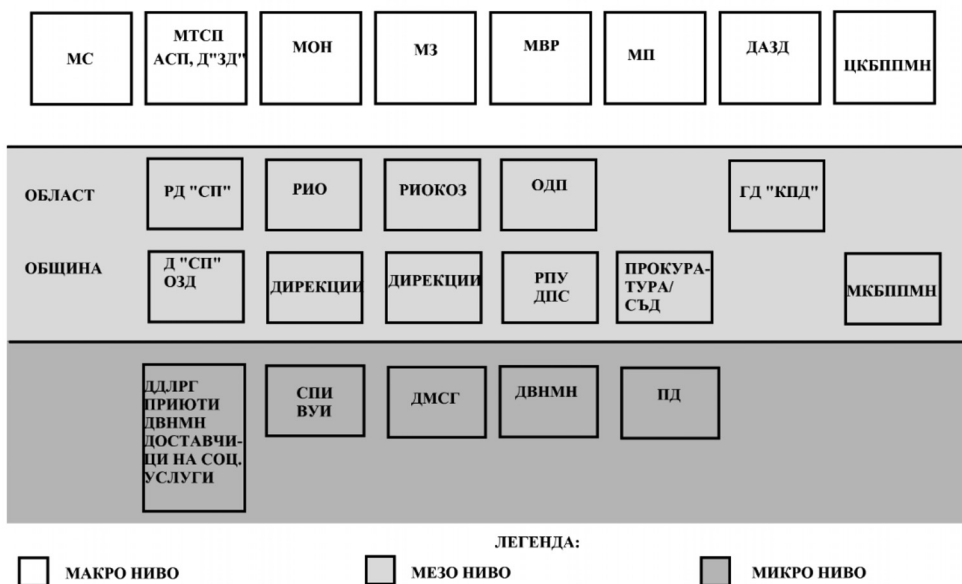 МС
МТСП
АСП, Д"ЗД"
МОН
МЗ
МВР
МП
ДАЗД
ЦКБППМН
ОБЛАСТ
РД "СП"
РИО
РИОКОЗ
ОДП
ГД "КПД"
ОБЩИНА
Д "СП"
ОЗД
ДИРЕКЦИИ
ДИРЕКЦИИ
РПУ
ДПС
ПРОКУРА-
ТУРА/
СЪД
МКБППМН
ДДЛРГ
ПРИЮТИ
ДВНМН
ДОСТАВЧИ-
ЦИ НА СОЦ.
УСЛУГИ
СПИ
ВУИ
ДМСГ
ДВНМН
ПД
ЛЕГЕНДА:
МАКРО НИВО
МЕЗО НИВО
МИКРО НИВО